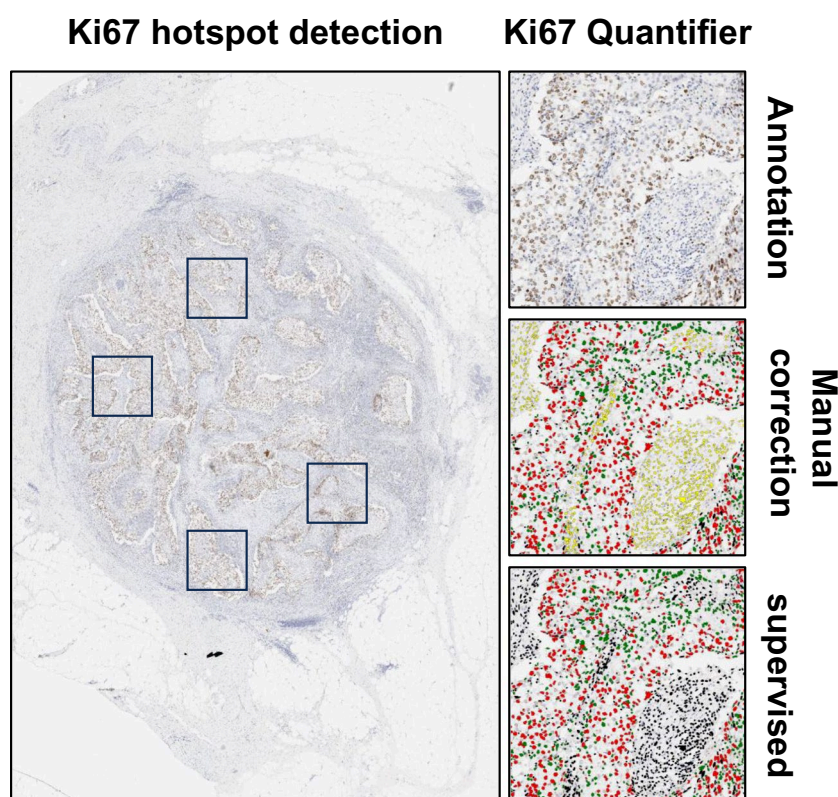 Ki67 hotspot detection
Ki67 Quantifier
Annotation
Manual
correction
supervised